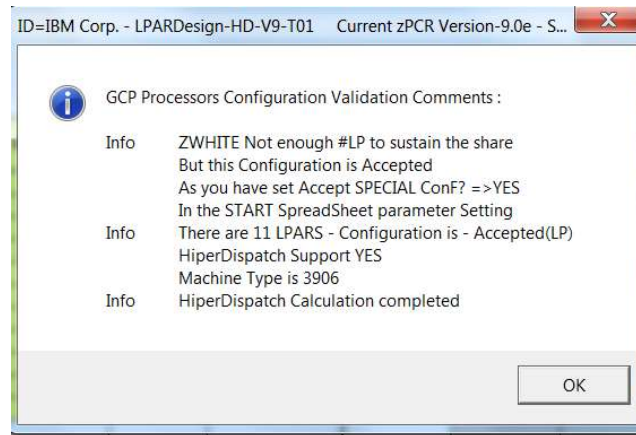 ID=IBM Corp. - LPARDesign-HD-V9-T01 Current zPCR Version-9.0e - S...
GCP Processors Configuration Validation Comments :
Info ZWHITE Not enough #LP to sustain the share
But this Configuration is Accepted
As you have set Accept SPECIAL ConF? =>YES
In the START SpreadSheet parameter Setting
Info There are 11 LPARS - Configuration is - Accepted(LP)
HiperDispatch Support YES
Machine Type is 3906
Info HiperDispatch Calculation completed
OK